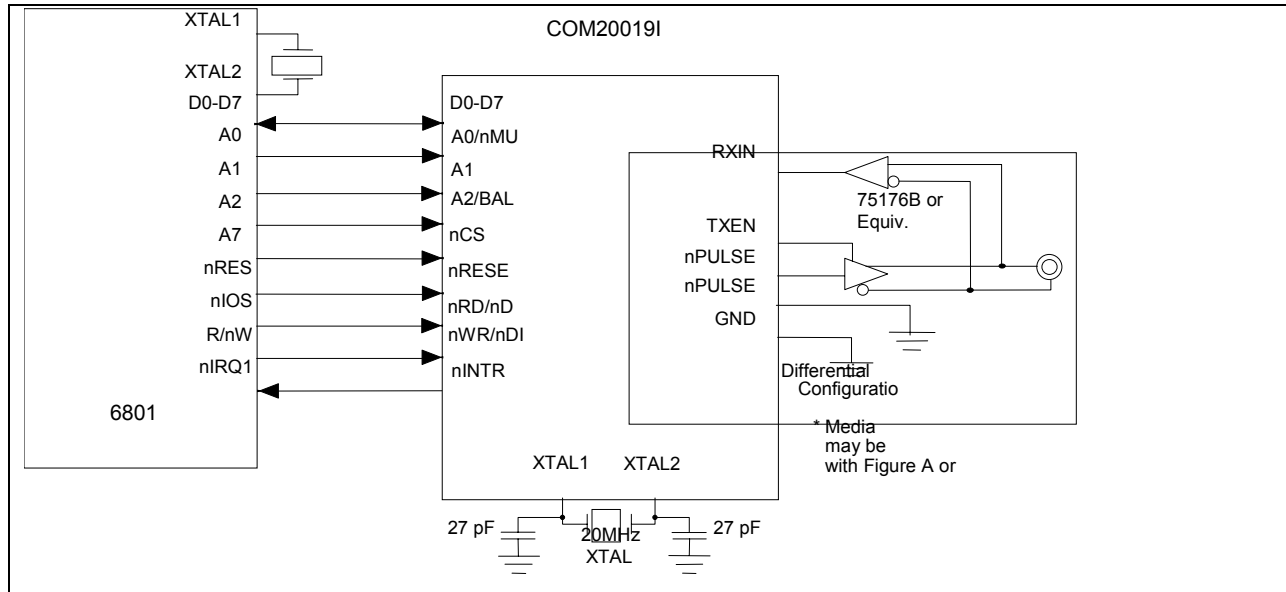 COM20019I
XTAL1
XTAL2
D0-D7
A0
A1
A2
A7
nRES
nIOS
R/nW
nIRQ1
6801
D0-D7
A0/nMU
A1
A2/BAL
nCS
nRESE
nRD/nD
nWR/nDI
nINTR
RXIN
TXEN
nPULSE
nPULSE
GND
75176B or
Equiv.
Differential
Configuratio
* Media
may be
with Figure A or
XTAL1
XTAL2
27 pF
20MHz
XTAL
27 pF